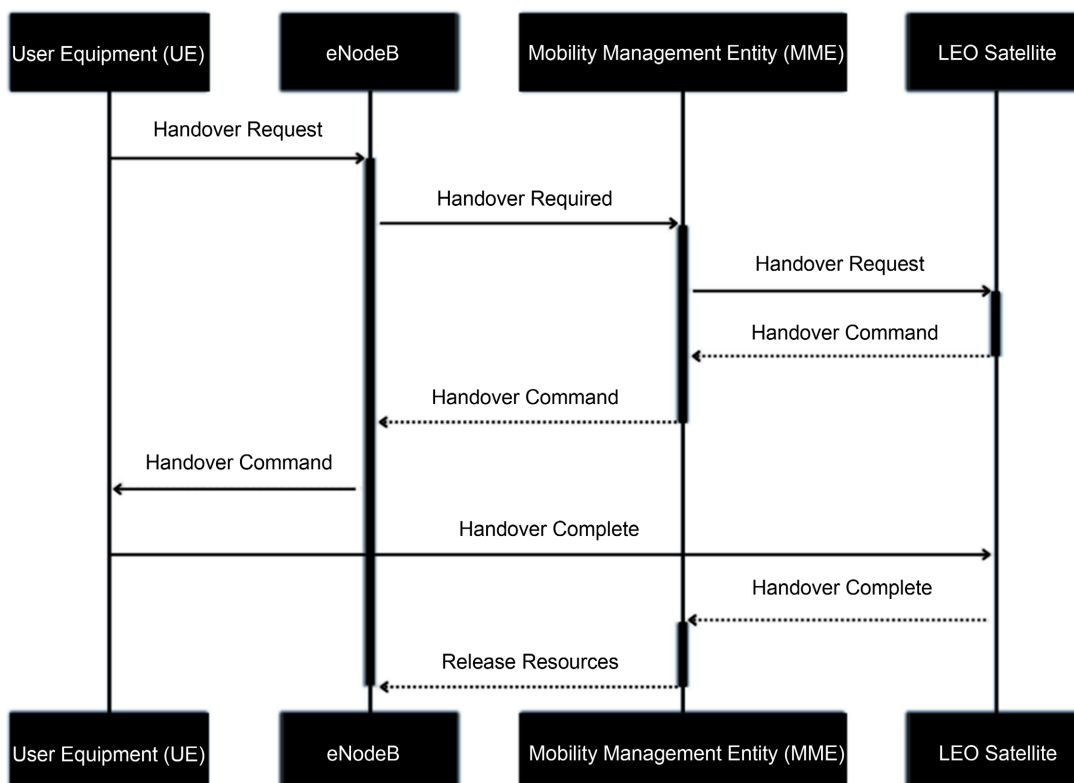 User Equipment (UE)
eNodeB
Mobility Management Entity (MME)
LEO Satellite
Handover Request
Handover Required
Handover Request
Handover Command
Handover Command
Handover Command
Handover Complete
Handover Complete
Release Resources
User Equipment (UE)
eNodeB
Mobility Management Entity (MME)
LEO Satellite